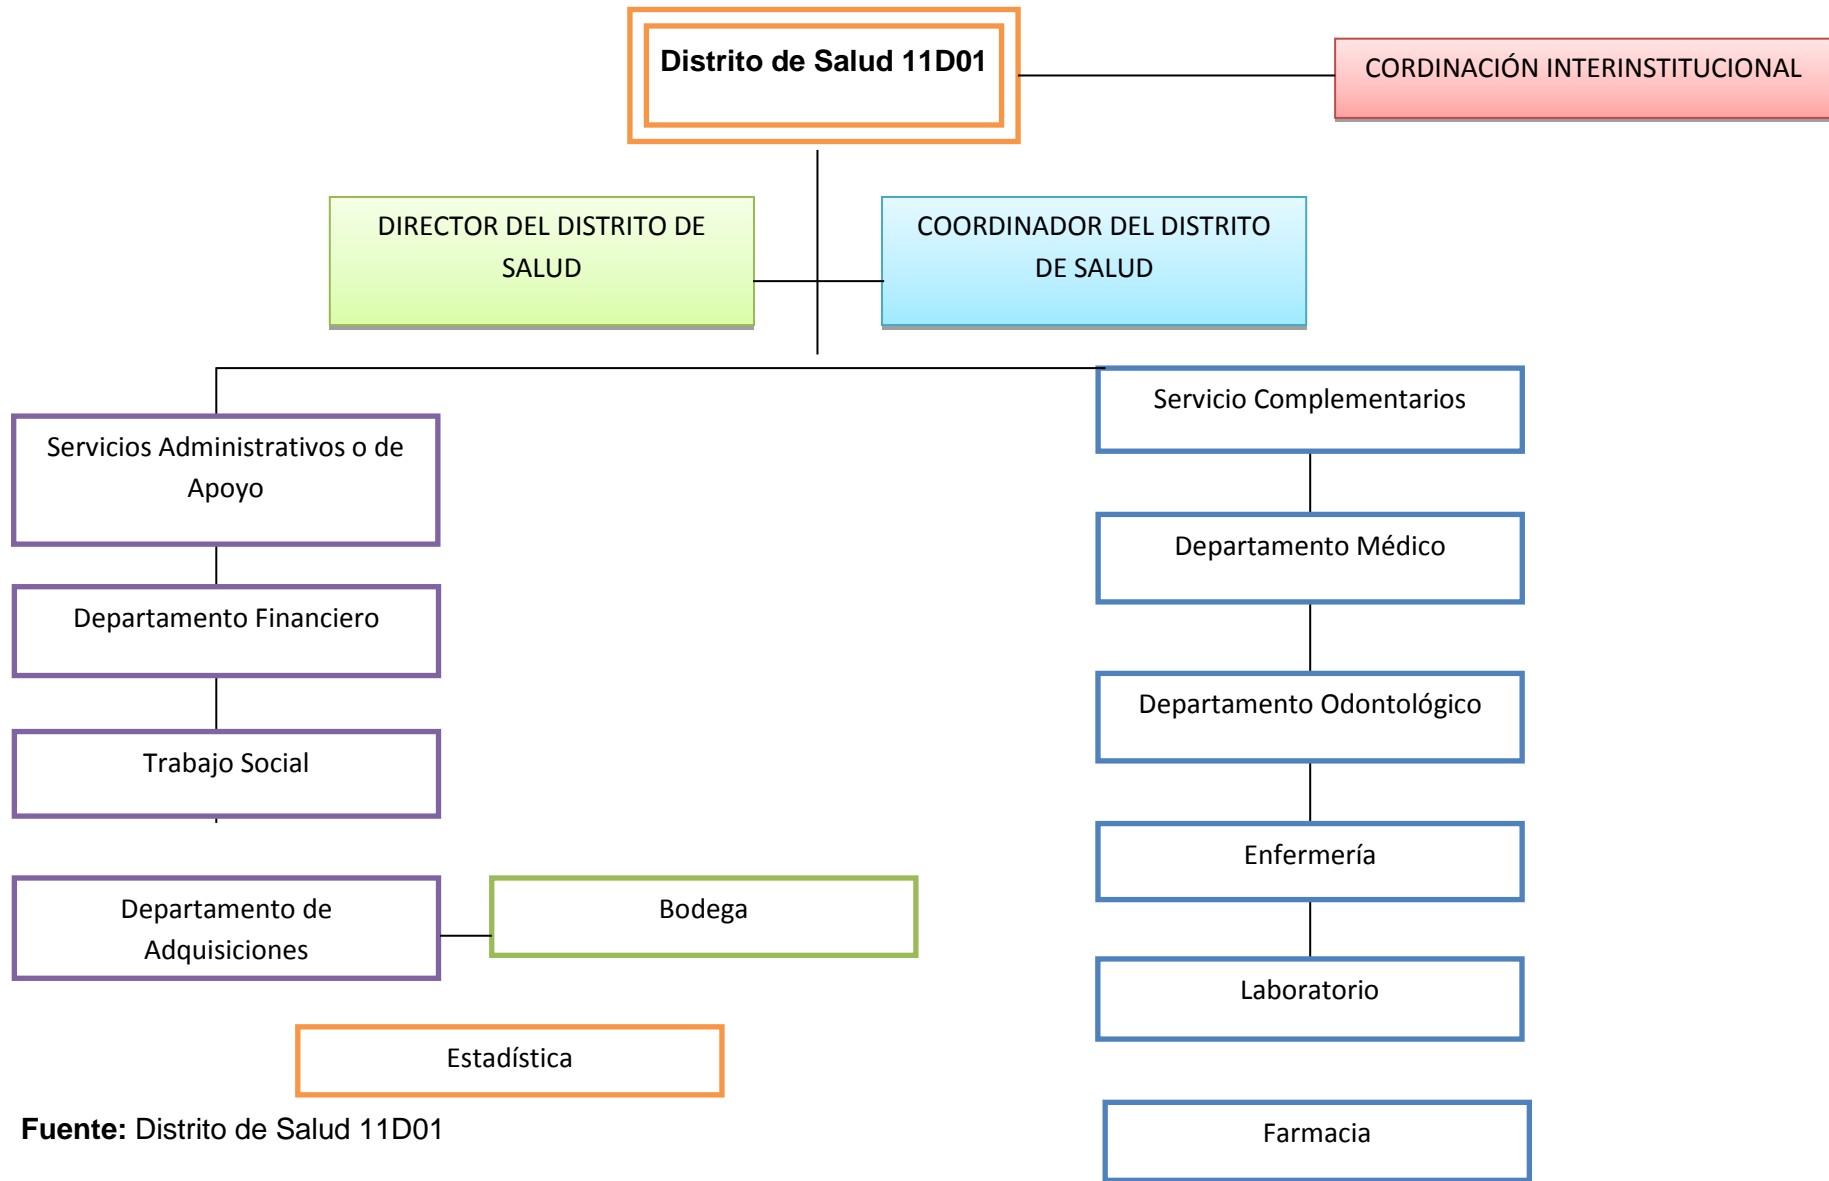 Distrito de Salud 11D01
CORDINACIÓN INTERINSTITUCIONAL
DIRECTOR DEL DISTRITO DE
SALUD
COORDINADOR DEL DISTRITO
DE SALUD
Servicios Administrativos o de
Apoyo
Departamento Financiero
Trabajo Social
Departamento de
Adquisiciones
Bodega
Estadística
Servicio Complementarios
Departamento Médico
Departamento Odontológico
Enfermería
Laboratorio
Farmacia
Fuente: Distrito de Salud 11D01